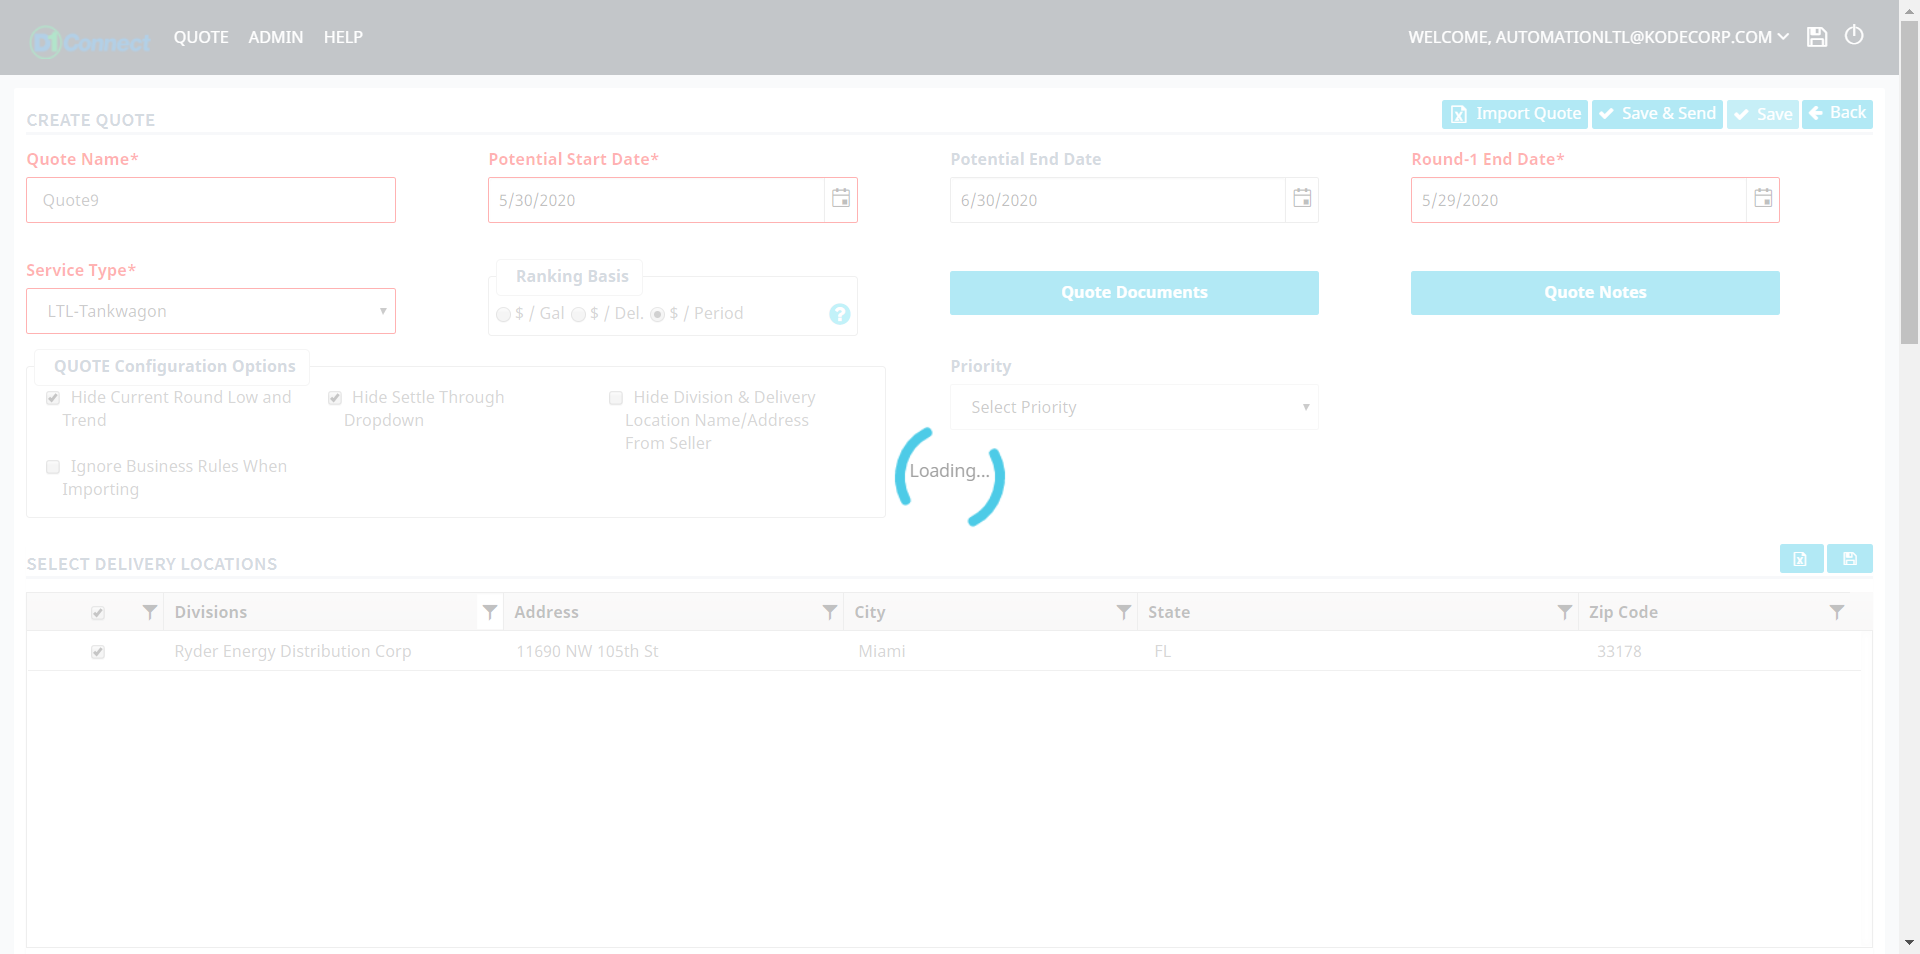 D1Connect QUOTE ADMIN HELP WELCOME, AUTOMATIONLTL@KODECORP.COM
CREATE QUOTE Import Quote Save & Send Save Back
Quote Name* Potential Start Date* Potential End Date Round-1 End Date*
Quote9 5/30/2020 6/30/2020 5/29/2020
Service Type* Ranking Basis Quote Documents Quote Notes
LTL-Tankwagon $ / Gal $ / Del. $ / Period ?
QUOTE Configuration Options Priority
Hide Current Round Low and Trend
Hide Settle Through Dropdown
Hide Division & Delivery Location Name/Address From Seller
Select Priority
Ignore Business Rules When Importing
Loading...
SELECT DELIVERY LOCATIONS
Divisions Address City State Zip Code
Ryder Energy Distribution Corp 11690 NW 105th St Miami FL 33178